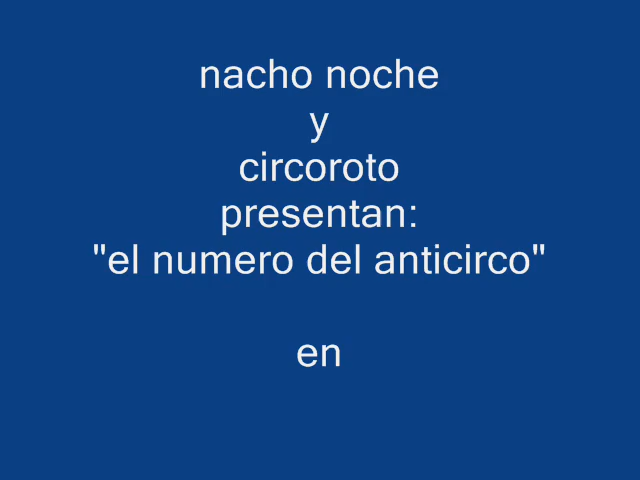 nacho noche
y
circoroto
presentan:
"el numero del anticirco"
en